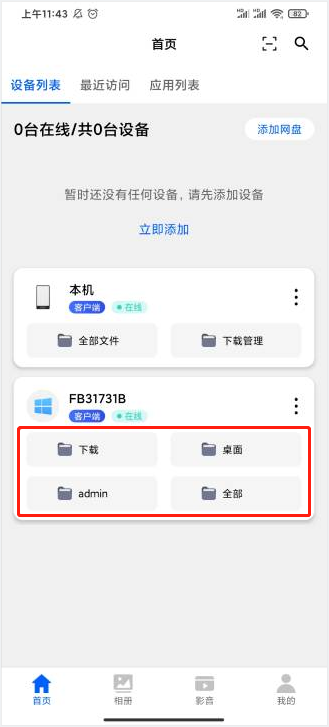 上午11:43
82
首页
设备列表 最近访问 应用列表
0台在线/共0台设备 添加网盘
暂时还没有任何设备，请先添加设备
立即添加
本机
客户端 在线
全部文件 下载管理
FB31731B
客户端 在线
下载 桌面
admin 全部
首页 相册 影音 我的